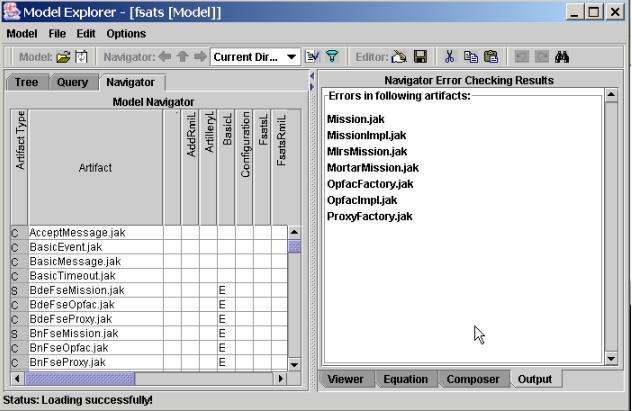 Model Explorer - [fsats [Model]]
Model File Edit Options
Model: Navigator: Current Dir... Editor:
Tree Query Navigator
Model Navigator
Artifact Type
Artifact
AddRmiL
ArtilleryL
BasicL
Configuration
FsatsL
FsatsRmiL
C AcceptMessage.jak
C BasicEvent.jak
C BasicMessage.jak
C BasicTimeout.jak
S BdeFseMission.jak E
C BdeFseOpfac.jak E
C BdeFseProxy.jak E
S BnFseMission.jak E
C BnFseOpfac.jak E
C BnFseProxy.jak E
Navigator Error Checking Results
Errors in following artifacts:
Mission.jak
MissionImpl.jak
MlrsMission.jak
MortarMission.jak
OpfacFactory.jak
OpfacImpl.jak
ProxyFactory.jak
Viewer Equation Composer Output
Status: Loading successfully!